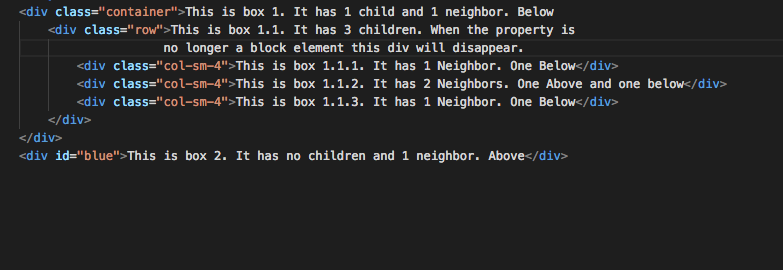 <div class="container">This is box 1. It has 1 child and 1 neighbor. Below
<div class="row">This is box 1.1. It has 3 children. When the property is
no longer a block element this div will disappear.
<div class="col-sm-4">This is box 1.1.1. It has 1 Neighbor. One Below</div>
<div class="col-sm-4">This is box 1.1.2. It has 2 Neighbors. One Above and one below</div>
<div class="col-sm-4">This is box 1.1.3. It has 1 Neighbor. One Below</div>
</div>
</div>
<div id="blue">This is box 2. It has no children and 1 neighbor. Above</div>